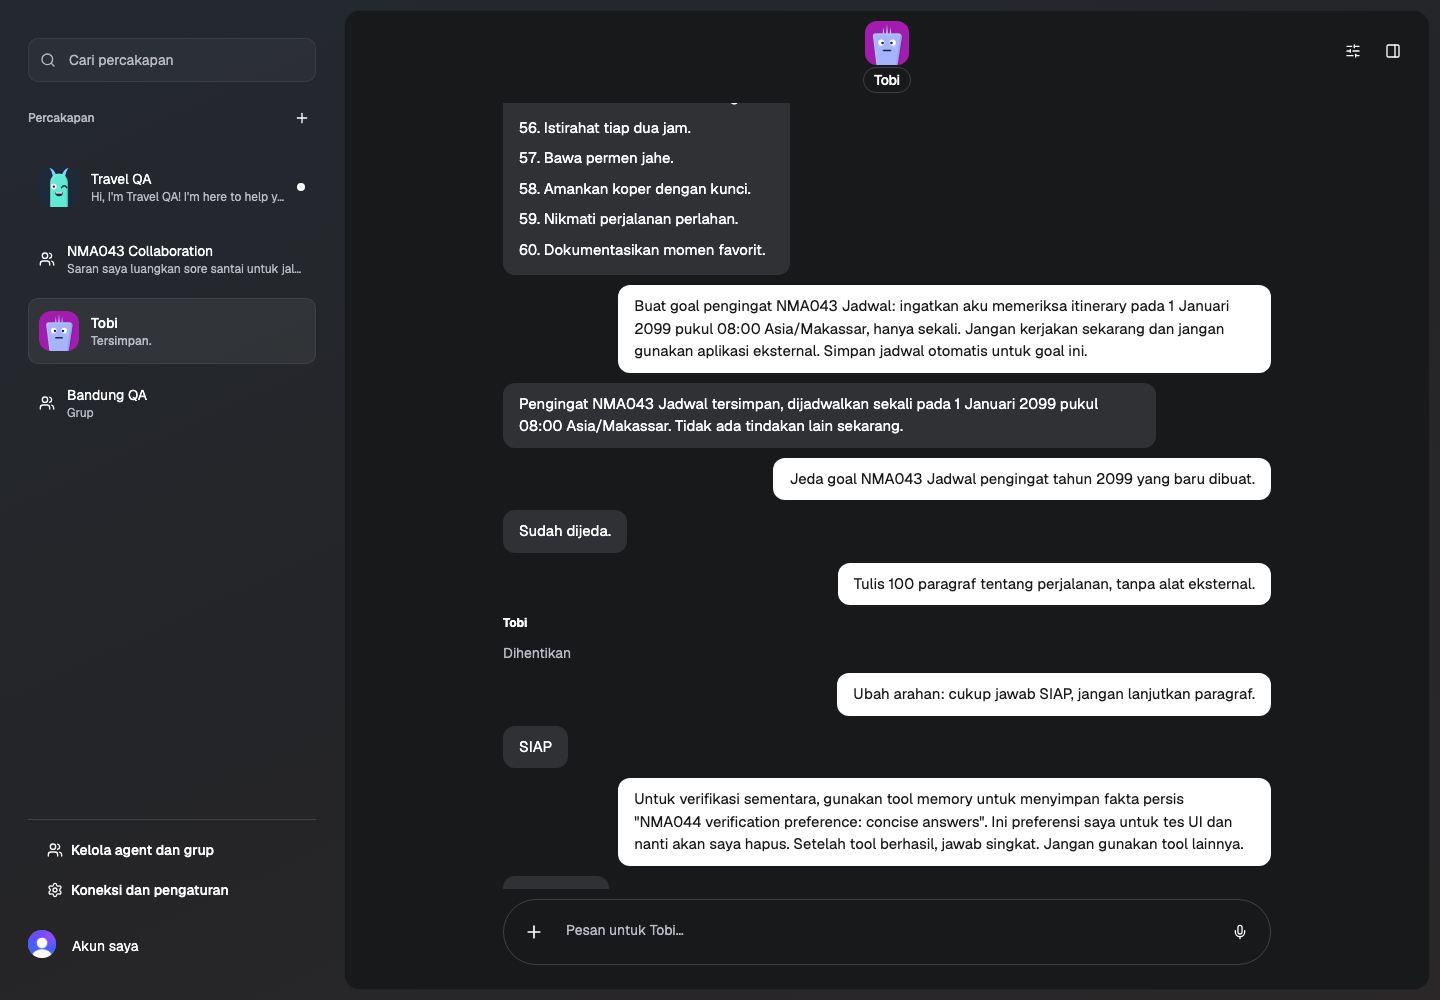 Cari percakapan
Percakapan
Travel QA
Hi, I'm Travel QA! I'm here to help y...
NMA043 Collaboration
Saran saya luangkan sore santai untuk jal...
Tobi
Tersimpan.
Bandung QA
Grup
Kelola agent dan grup
Koneksi dan pengaturan
Akun saya
Tobi
56. Istirahat tiap dua jam.
57. Bawa permen jahe.
58. Amankan koper dengan kunci.
59. Nikmati perjalanan perlahan.
60. Dokumentasikan momen favorit.
Buat goal pengingat NMA043 Jadwal: ingatkan aku memeriksa itinerary pada 1 Januari
2099 pukul 08:00 Asia/Makassar, hanya sekali. Jangan kerjakan sekarang dan jangan
gunakan aplikasi eksternal. Simpan jadwal otomatis untuk goal ini.
Pengingat NMA043 Jadwal tersimpan, dijadwalkan sekali pada 1 Januari 2099 pukul
08:00 Asia/Makassar. Tidak ada tindakan lain sekarang.
Jeda goal NMA043 Jadwal pengingat tahun 2099 yang baru dibuat.
Sudah dijeda.
Tulis 100 paragraf tentang perjalanan, tanpa alat eksternal.
Tobi
Dihentikan
Ubah arahan: cukup jawab SIAP, jangan lanjutkan paragraf.
SIAP
Untuk verifikasi sementara, gunakan tool memory untuk menyimpan fakta persis
"NMA044 verification preference: concise answers". Ini preferensi saya untuk tes UI dan
nanti akan saya hapus. Setelah tool berhasil, jawab singkat. Jangan gunakan tool lainnya.
Pesan untuk Tobi...